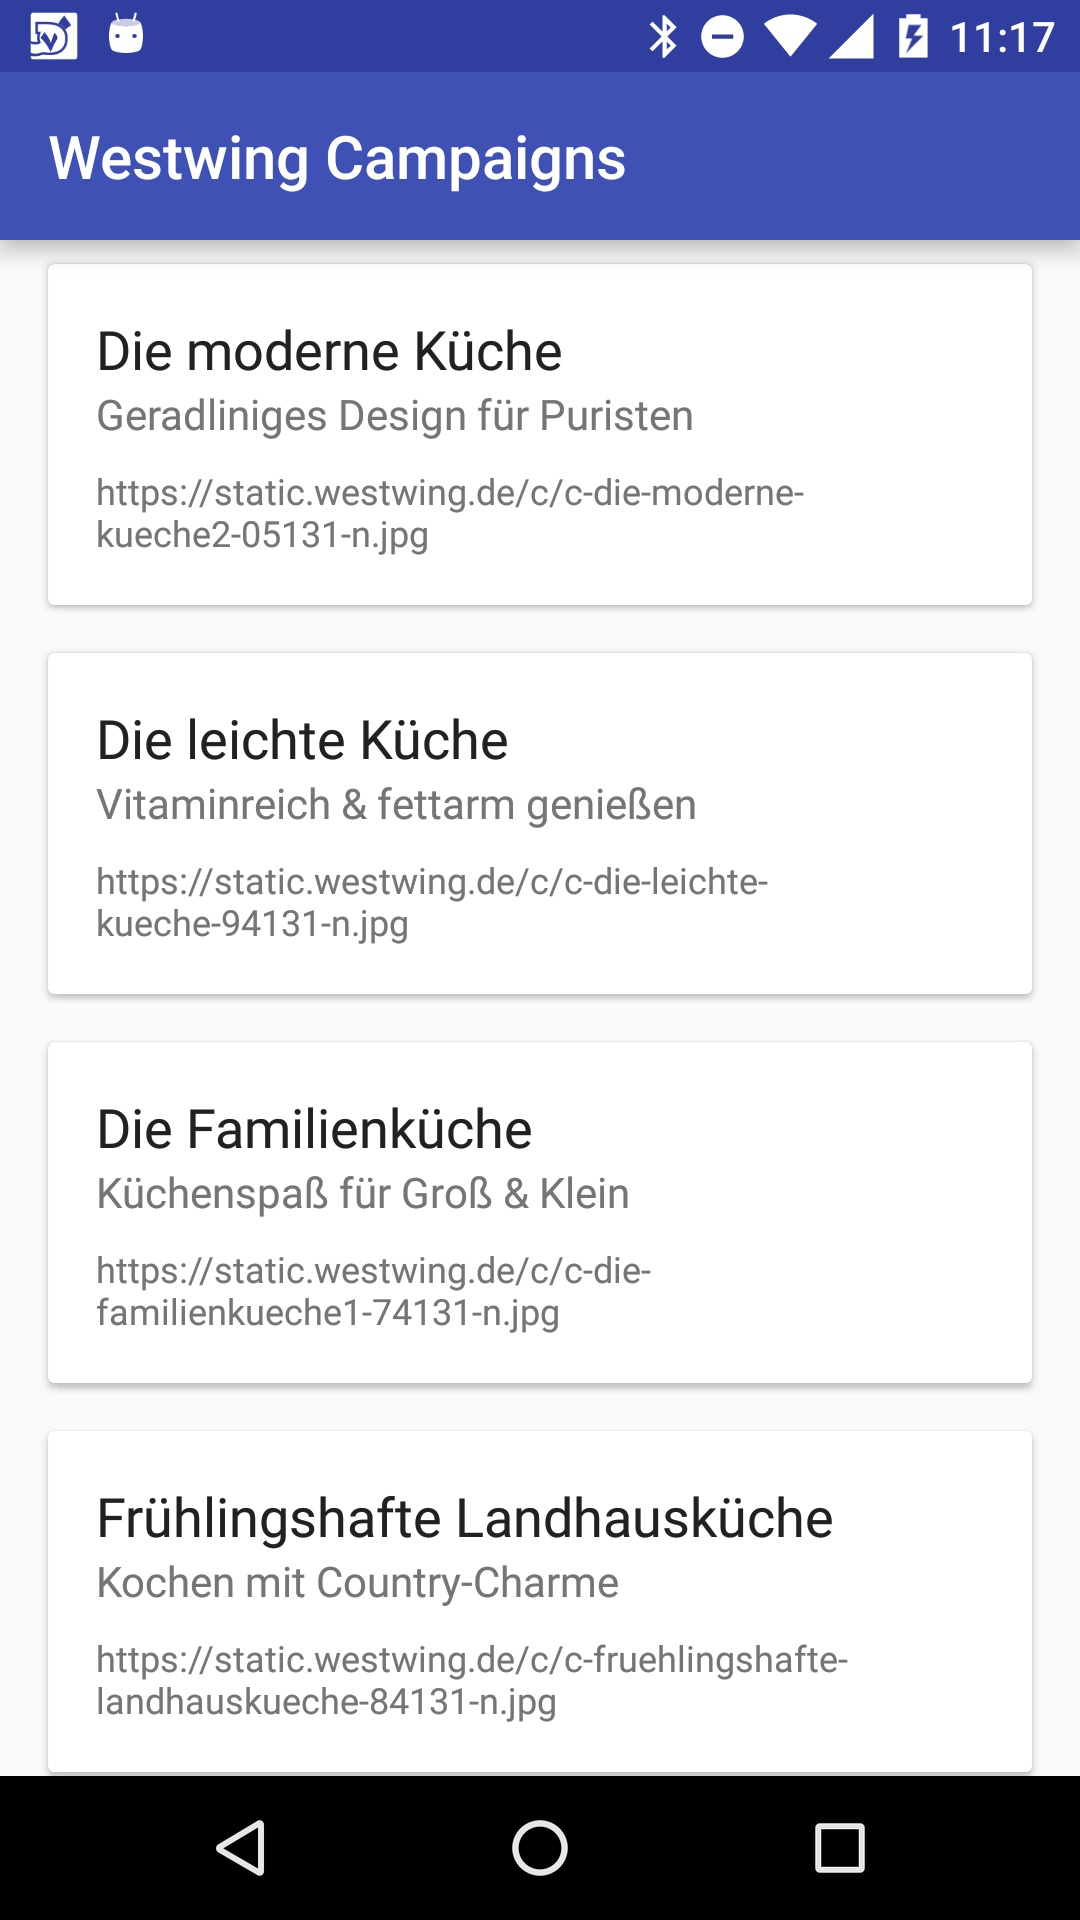 11:17
Westwing Campaigns
Die moderne Küche
Geradliniges Design für Puristen
https://static.westwing.de/c/c-die-moderne-
kueche2-05131-n.jpg
Die leichte Küche
Vitaminreich & fettarm genießen
https://static.westwing.de/c/c-die-leichte-
kueche-94131-n.jpg
Die Familienküche
Küchenspaß für Groß & Klein
https://static.westwing.de/c/c-die-
familienkueche1-74131-n.jpg
Frühlingshafte Landhausküche
Kochen mit Country-Charme
https://static.westwing.de/c/c-fruehlingshafte-
landhauskueche-84131-n.jpg